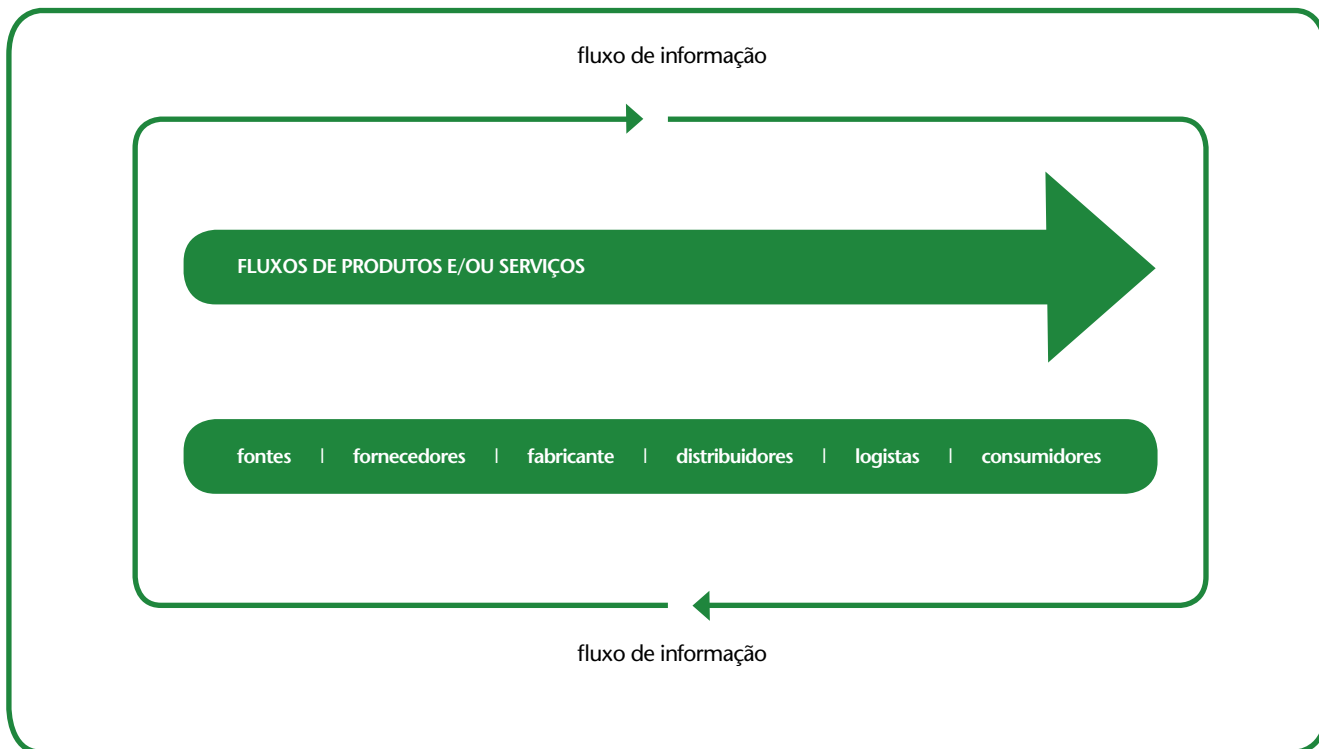 fluxo de informação
FLUXOS DE PRODUTOS E/OU SERVIÇOS
fontes | fornecedores | fabricante | distribuidores | logistas | consumidores
fluxo de informação